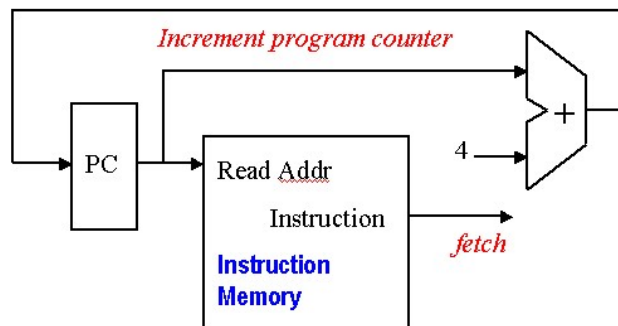 Increment program counter
+
PC
4
Read Addr
Instruction
fetch
Instruction
Memory